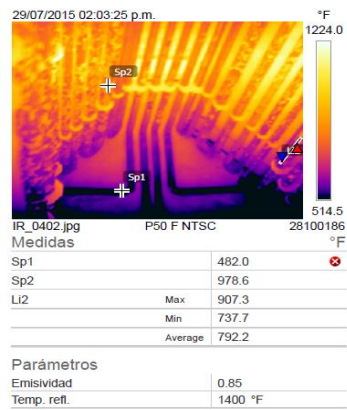 29/07/2015 02:03:25 p.m. °F
1224.0
Sp2
Sp1
514.5
IR_0402.jpg P50 F NTSC 28100186
Medidas °F
Sp1 482.0
Sp2 978.6
Li2 Max 907.3
Min 737.7
Average 792.2
Parámetros
Emisividad 0.85
Temp. refl. 1400 °F